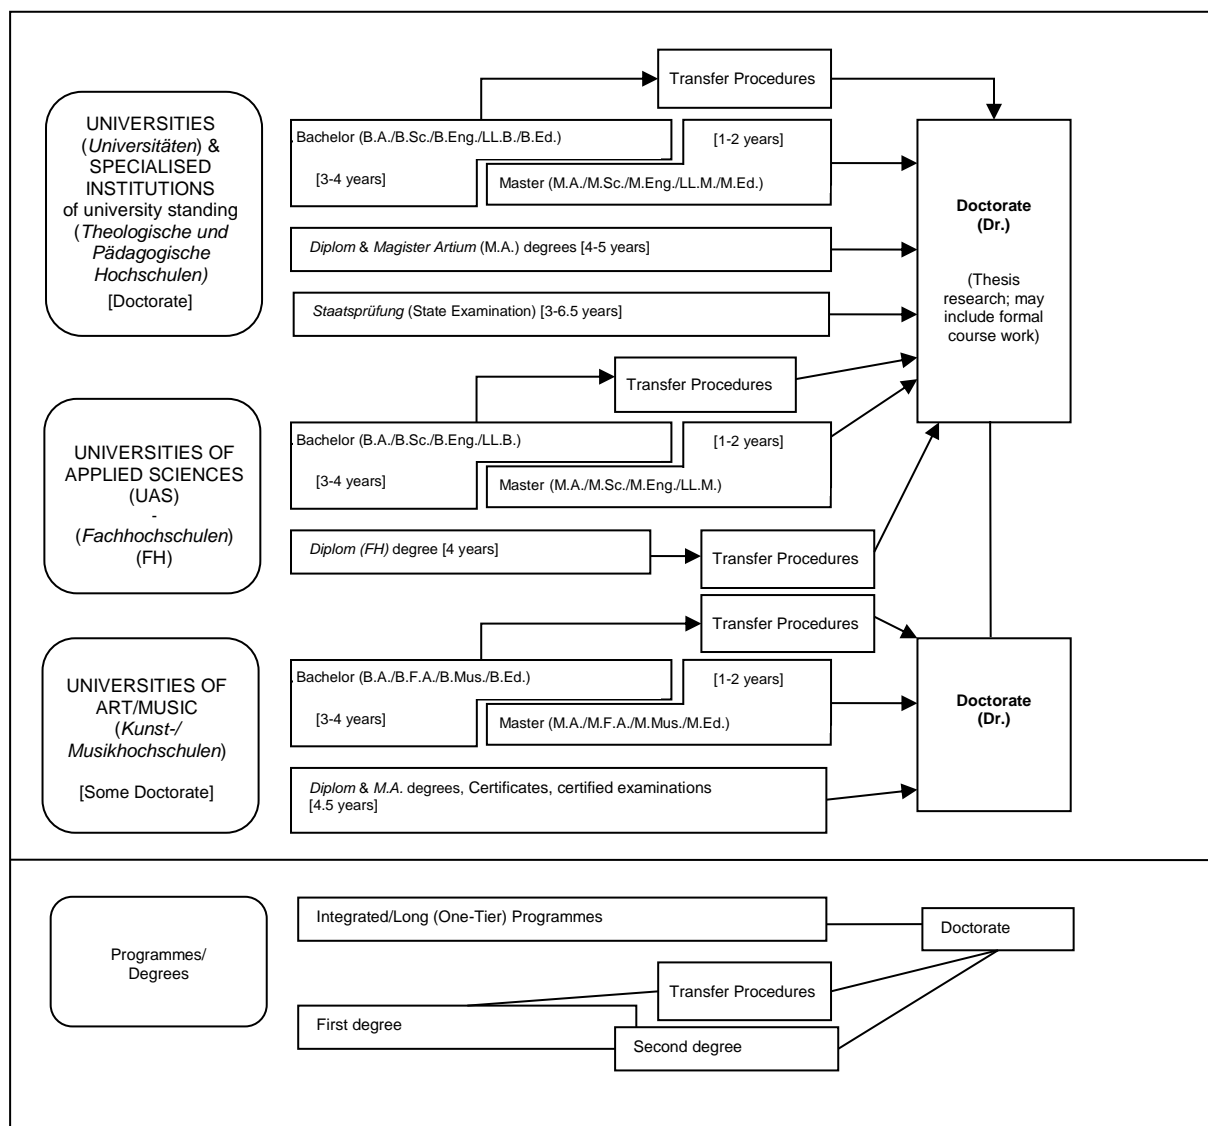 Transfer Procedures
UNIVERSITIES
(Universitäten) &
SPECIALISED
INSTITUTIONS
of university standing
(Theologische und
Pädagogische
Hochschulen)
[Doctorate]
Bachelor (B.A./B.Sc./B.Eng./LL.B./B.Ed.)
[3-4 years]
[1-2 years]
Master (M.A./M.Sc./M.Eng./LL.M./M.Ed.)
Diplom & Magister Artium (M.A.) degrees [4-5 years]
Staatsprüfung (State Examination) [3-6.5 years]
Doctorate
(Dr.)
(Thesis
research; may
include formal
course work)
Transfer Procedures
UNIVERSITIES OF
APPLIED SCIENCES
(UAS)
-
(Fachhochschulen)
(FH)
Bachelor (B.A./B.Sc./B.Eng./LL.B.)
[3-4 years]
[1-2 years]
Master (M.A./M.Sc./M.Eng./LL.M.)
Diplom (FH) degree [4 years]
Transfer Procedures
Transfer Procedures
UNIVERSITIES OF
ART/MUSIC
(Kunst-/
Musikhochschulen)
[Some Doctorate]
Bachelor (B.A./B.F.A./B.Mus./B.Ed.)
[3-4 years]
[1-2 years]
Master (M.A./M.F.A./M.Mus./M.Ed.)
Diplom & M.A. degrees, Certificates, certified examinations
[4.5 years]
Doctorate
(Dr.)
Programmes/
Degrees
Integrated/Long (One-Tier) Programmes
Doctorate
Transfer Procedures
First degree
Second degree